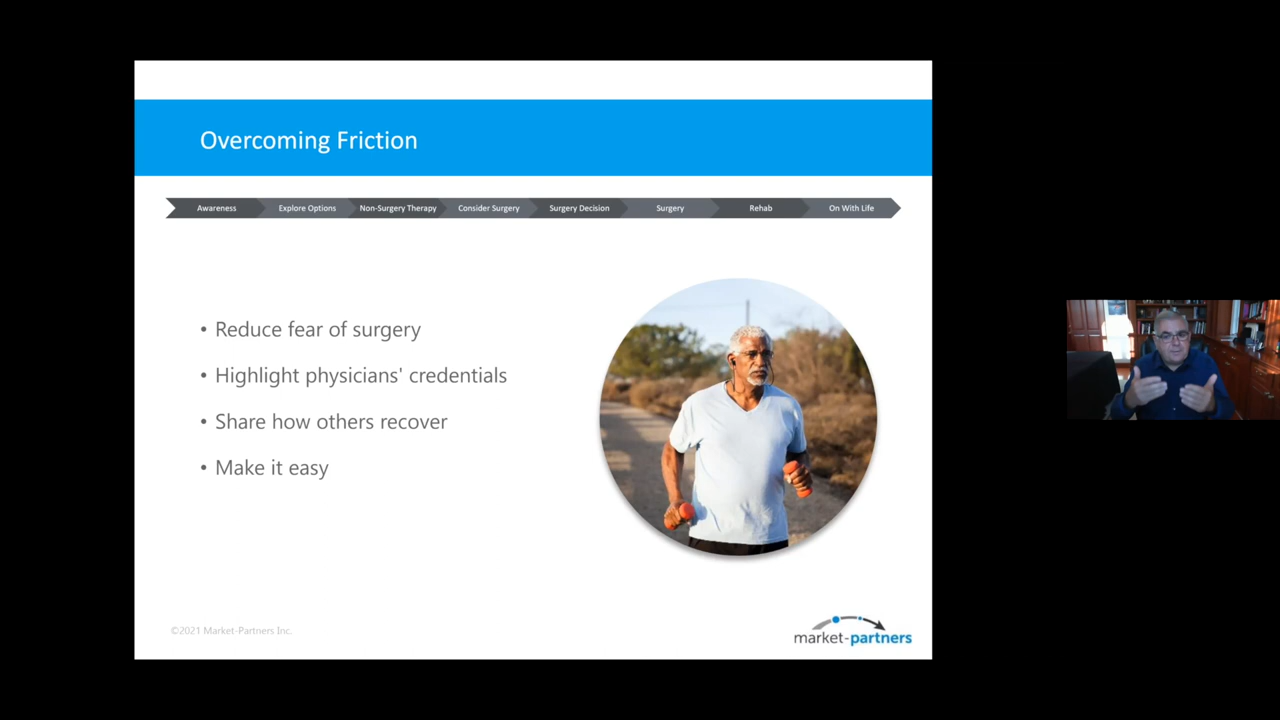 Overcoming Friction
Awareness Explore Options Non-Surgery Therapy Consider Surgery Surgery Decision Surgery Rehab On With Life
• Reduce fear of surgery
• Highlight physicians' credentials
• Share how others recover
• Make it easy
©2021 Market-Partners Inc.
market-partners